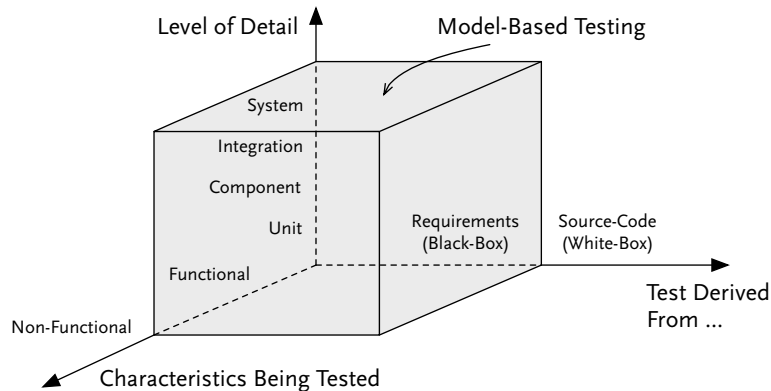 Level of Detail
Model-Based Testing
System
Integration
Component
Unit
Requirements
(Black-Box)
Source-Code
(White-Box)
Functional
Test Derived
From ...
Non-Functional
Characteristics Being Tested